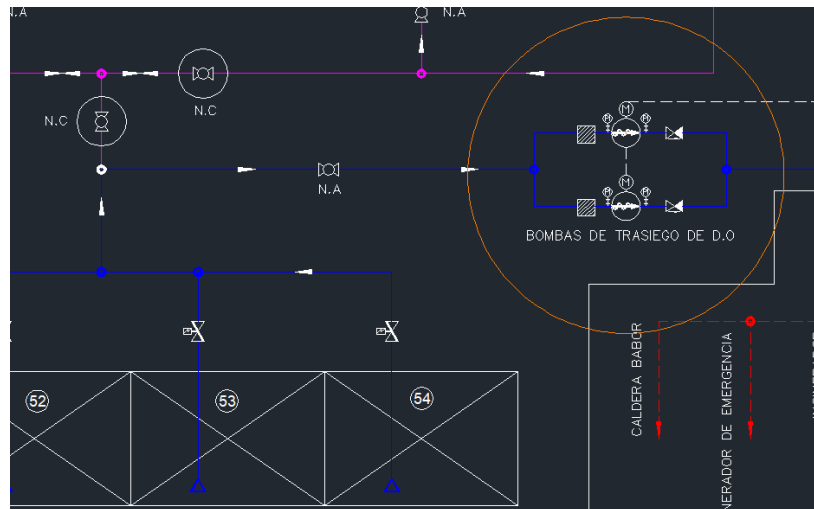 N.A
N.A
N.C
N.C
N.A
M
M
M
M
M
M
BOMBAS DE TRASIEGO DE D.O
CALDERA BABOR
NERADOR DE EMERGENCIA
52
53
54